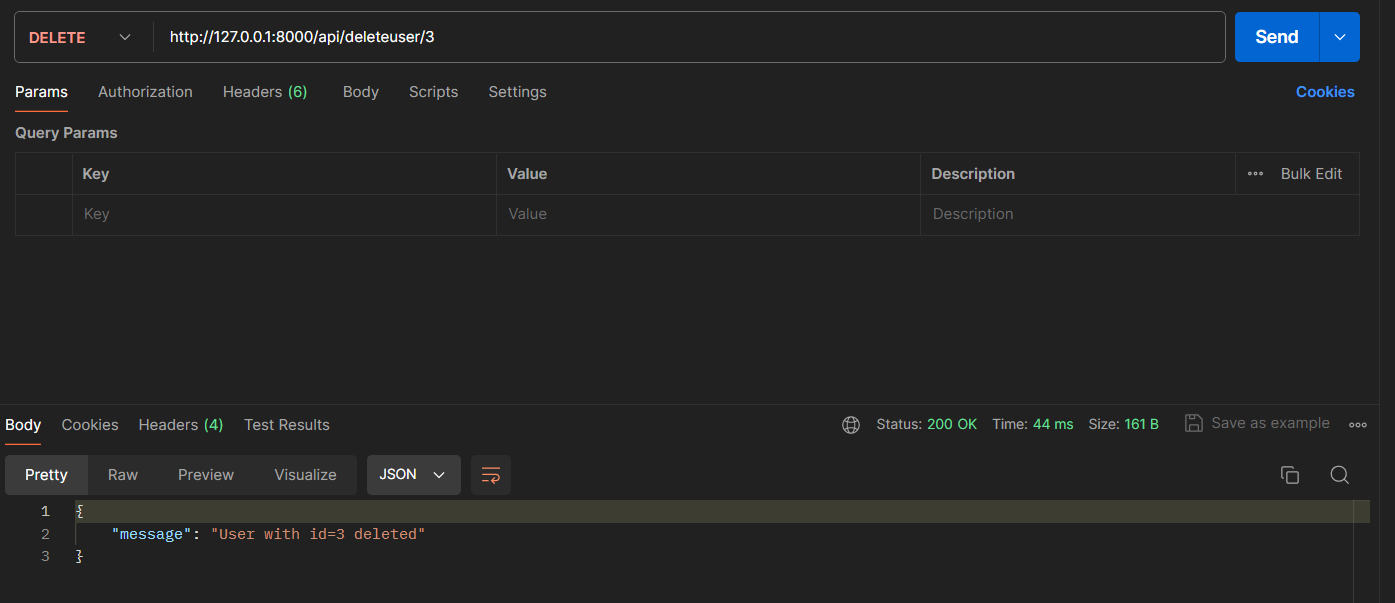 DELETE http://127.0.0.1:8000/api/deleteuser/3 Send
Params Authorization Headers (6) Body Scripts Settings Cookies
Query Params
Key Value Description Bulk Edit
Key Value Description
Body Cookies Headers (4) Test Results Status: 200 OK Time: 44 ms Size: 161 B Save as example
Pretty Raw Preview Visualize JSON
1 {
2 "message": "User with id=3 deleted"
3 }